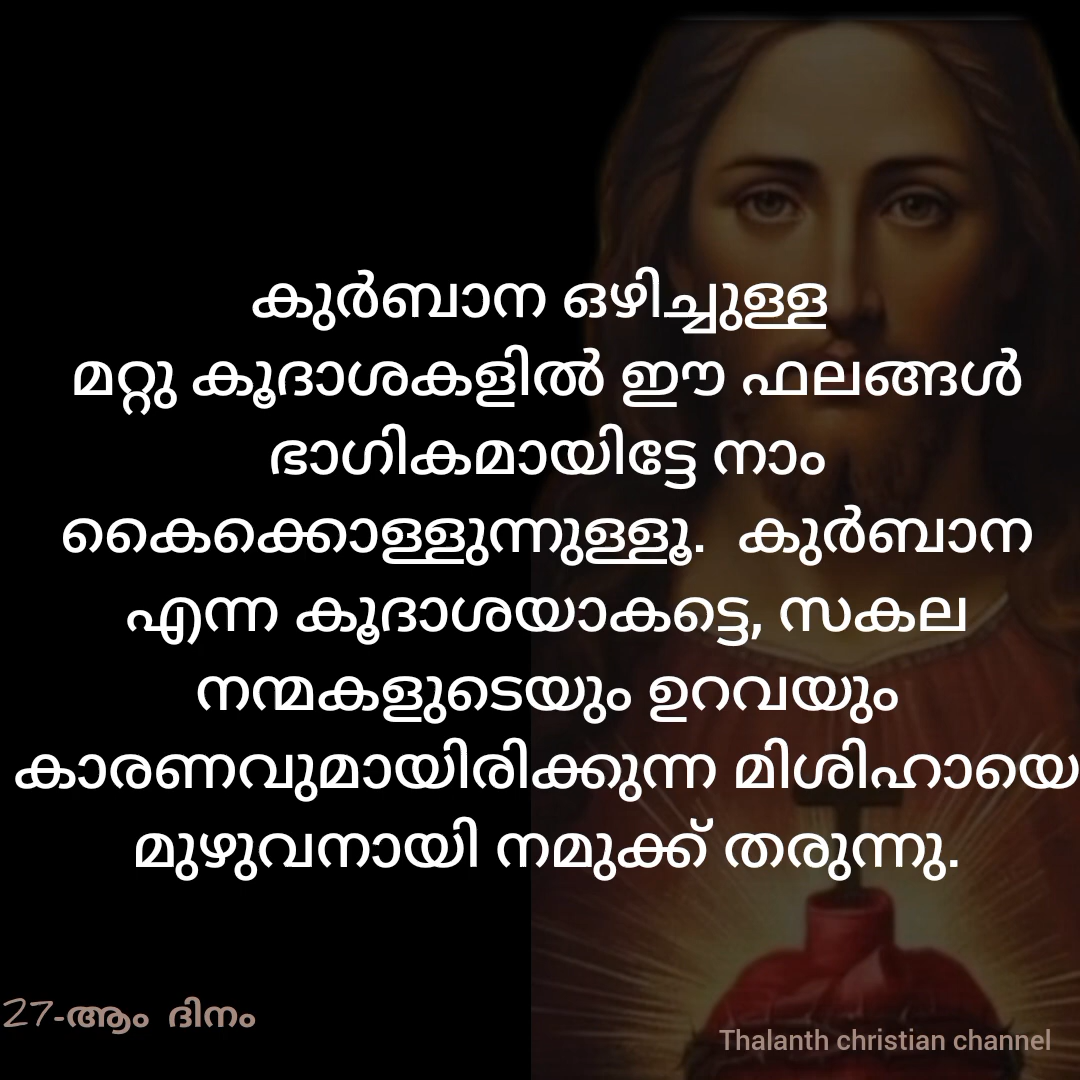 കുർബാന ഒഴിച്ചുള്ള
മറ്റു കൂദാശകളിൽ ഈ ഫലങ്ങൾ
ഭാഗികമായിട്ടേ നാം
കൈക്കൊള്ളുന്നുള്ളൂ. കുർബാന
എന്ന കൂദാശയാകട്ടെ, സകല
നന്മകളുടെയും ഉറവയും
കാരണവുമായിരിക്കുന്ന മിശിഹായെ
മുഴുവനായി നമുക്ക് തരുന്നു.
27-ആം ദിനം
Thalanth christian channel